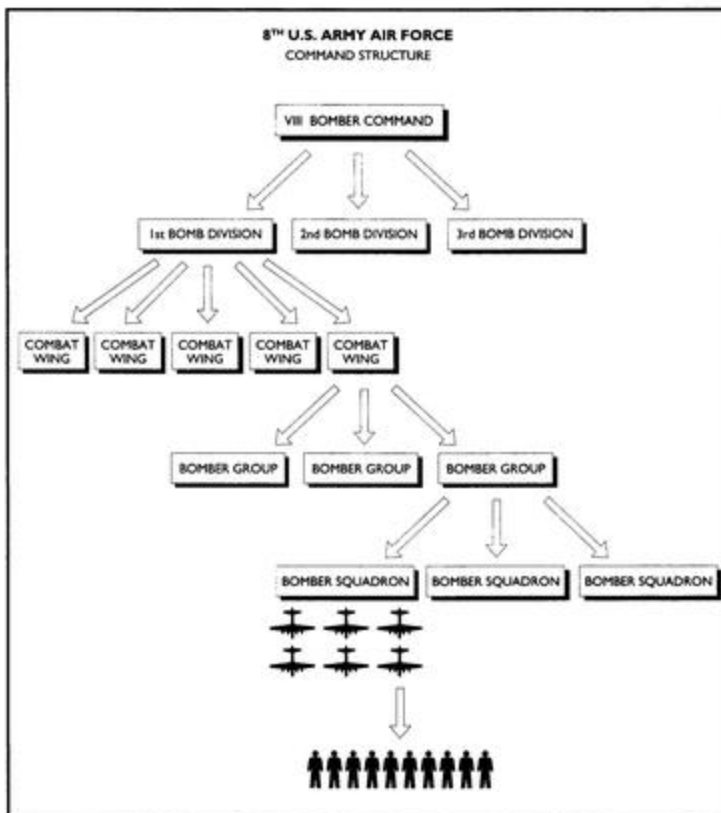 8TH U.S. ARMY AIR FORCE
COMMAND STRUCTURE
VIII BOMBER COMMAND
1st BOMB DIVISION
2nd BOMB DIVISION
3rd BOMB DIVISION
COMBAT
WING
COMBAT
WING
COMBAT
WING
COMBAT
WING
COMBAT
WING
BOMBER GROUP
BOMBER GROUP
BOMBER GROUP
BOMBER SQUADRON
BOMBER SQUADRON
BOMBER SQUADRON